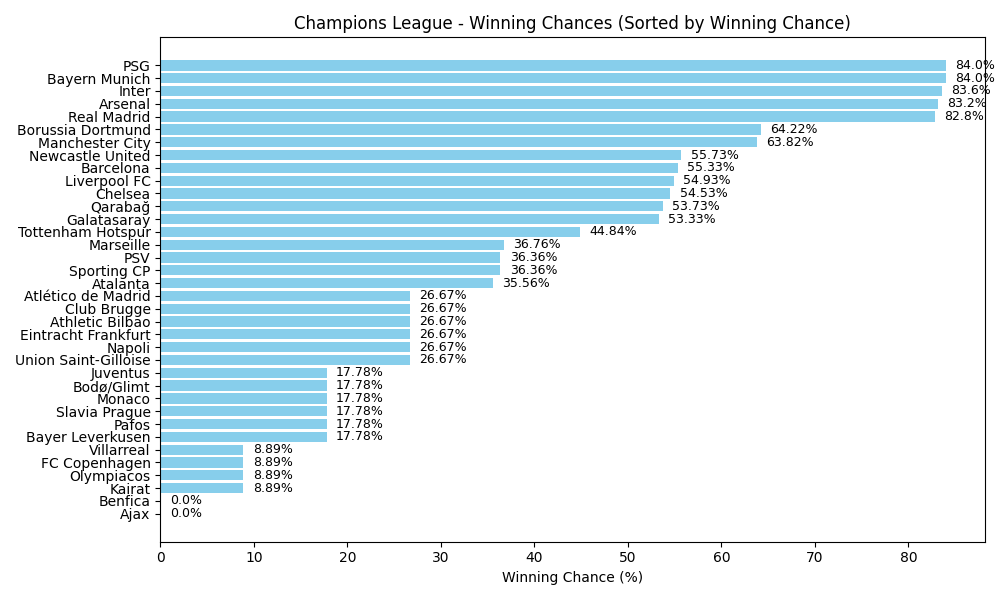 Champions League - Winning Chances (Sorted by Winning Chance)
PSG 84.0%
Bayern Munich 84.0%
Inter 83.6%
Arsenal 83.2%
Real Madrid 82.8%
Borussia Dortmund 64.22%
Manchester City 63.82%
Newcastle United 55.73%
Barcelona 55.33%
Liverpool FC 54.93%
Chelsea 54.53%
Qarabağ 53.73%
Galatasaray 53.33%
Tottenham Hotspur 44.84%
Marseille 36.76%
PSV 36.36%
Sporting CP 36.36%
Atalanta 35.56%
Atlético de Madrid 26.67%
Club Brugge 26.67%
Athletic Bilbao 26.67%
Eintracht Frankfurt 26.67%
Napoli 26.67%
Union Saint-Gilloise 26.67%
Juventus 17.78%
Bodø/Glimt 17.78%
Monaco 17.78%
Slavia Prague 17.78%
Pafos 17.78%
Bayer Leverkusen 17.78%
Villarreal 8.89%
FC Copenhagen 8.89%
Olympiacos 8.89%
Kairat 8.89%
Benfica 0.0%
Ajax 0.0%
0 10 20 30 40 50 60 70 80
Winning Chance (%)